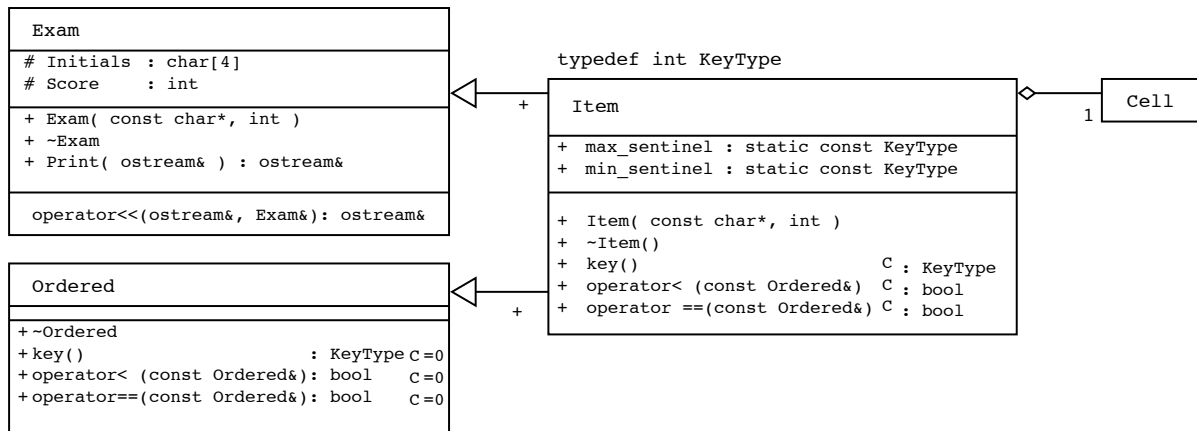 Exam
# Initials : char[4]
# Score : int
+ Exam( const char*, int )
+ ~Exam
+ Print( ostream& ) : ostream&
operator<<(ostream&, Exam&): ostream&
Ordered
+ ~Ordered
+ key() : KeyType C=0
+ operator< (const Ordered&): bool C=0
+ operator==(const Ordered&): bool C=0
+
+
typedef int KeyType
Item
+ max_sentinel : static const KeyType
+ min_sentinel : static const KeyType
+ Item( const char*, int )
+ ~Item()
+ key() C : KeyType
+ operator< (const Ordered&) C : bool
+ operator ==(const Ordered&) C : bool
1
Cell